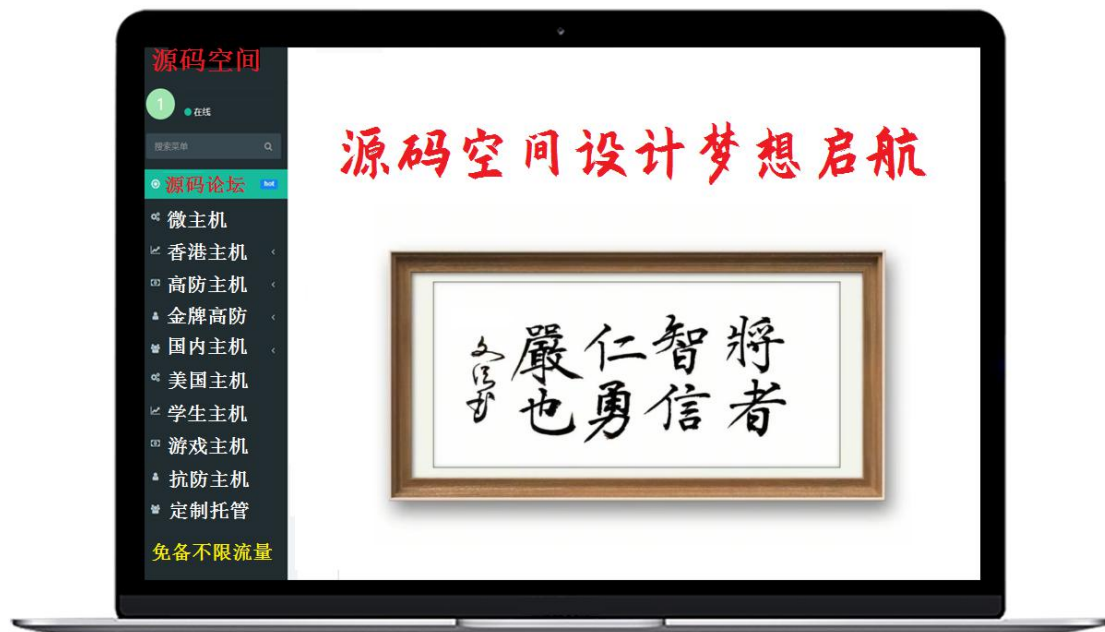 源码空间
1
在线
搜索菜单
源码论坛 hot
微主机
香港主机
高防主机
金牌高防
国内主机
美国主机
学生主机
游戏主机
抗防主机
定制托管
免备不限流量
源码空间设计梦想启航
將者
智信
仁勇
嚴也